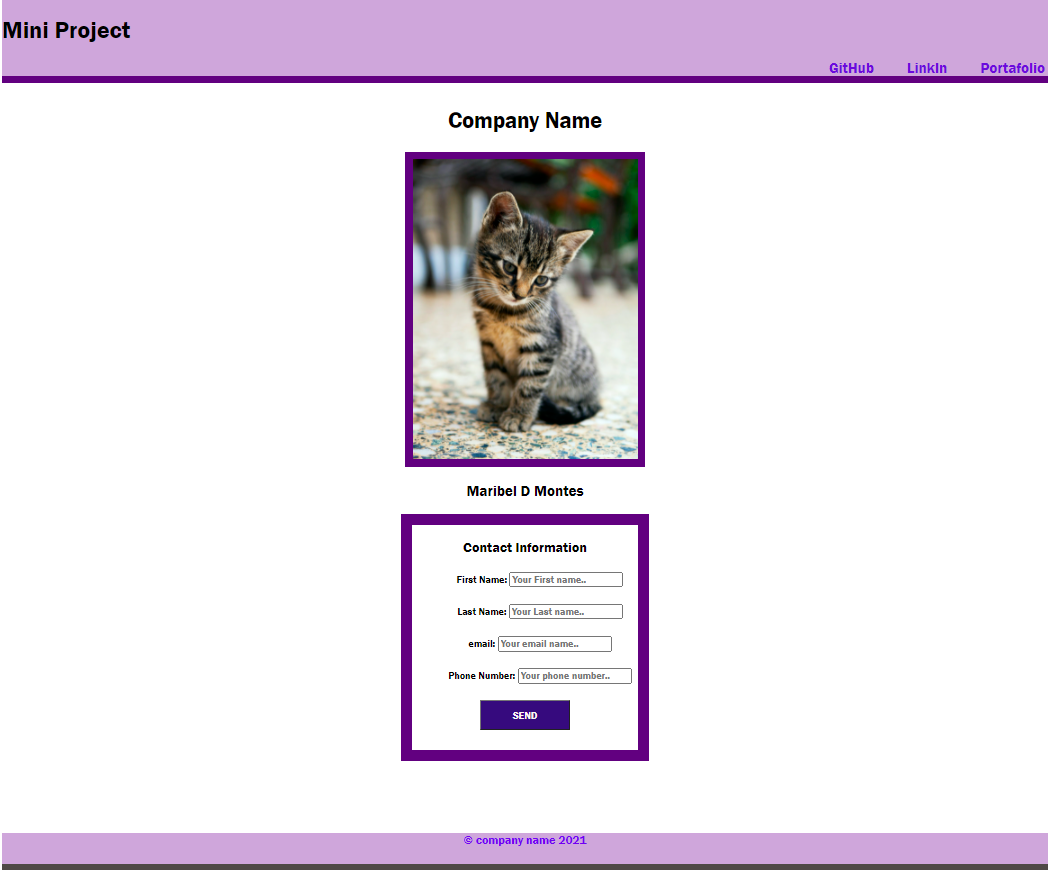 Mini Project
GitHub LinkIn Portafolio
Company Name
Maribel D Montes
Contact Information
First Name: Your First name..
Last Name: Your Last name..
email: Your email name..
Phone Number: Your phone number..
SEND
© company name 2021